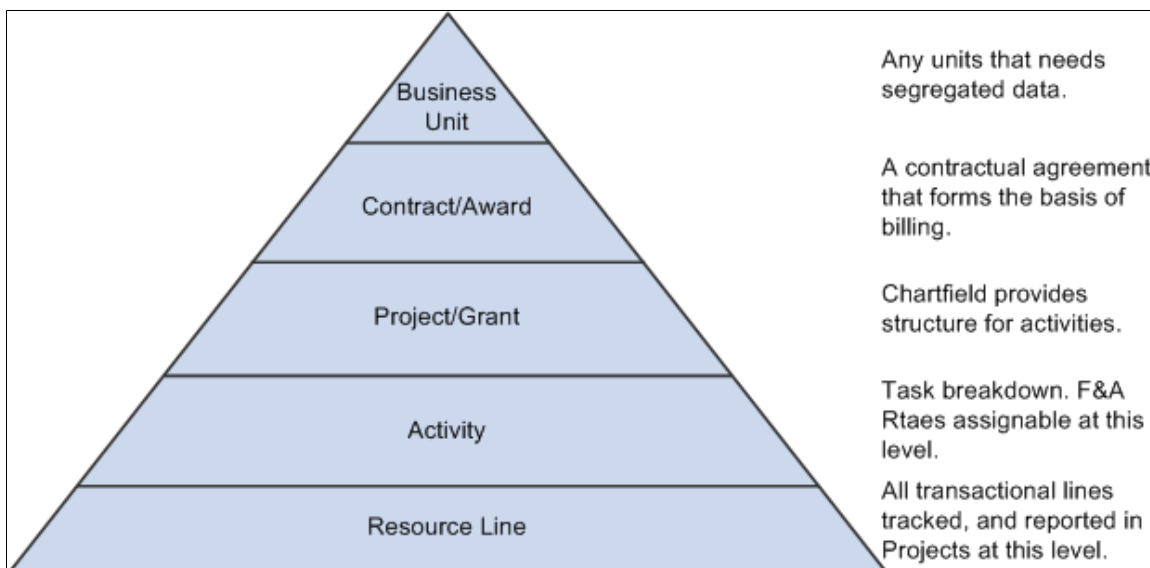 Business
Unit
Any units that needs
segregated data.
Contract/Award
A contractual agreement
that forms the basis of
billing.
Project/Grant
Chartfield provides
structure for activities.
Activity
Task breakdown. F&A
Rtaes assignable at this
level.
Resource Line
All transactional lines
tracked, and reported in
Projects at this level.